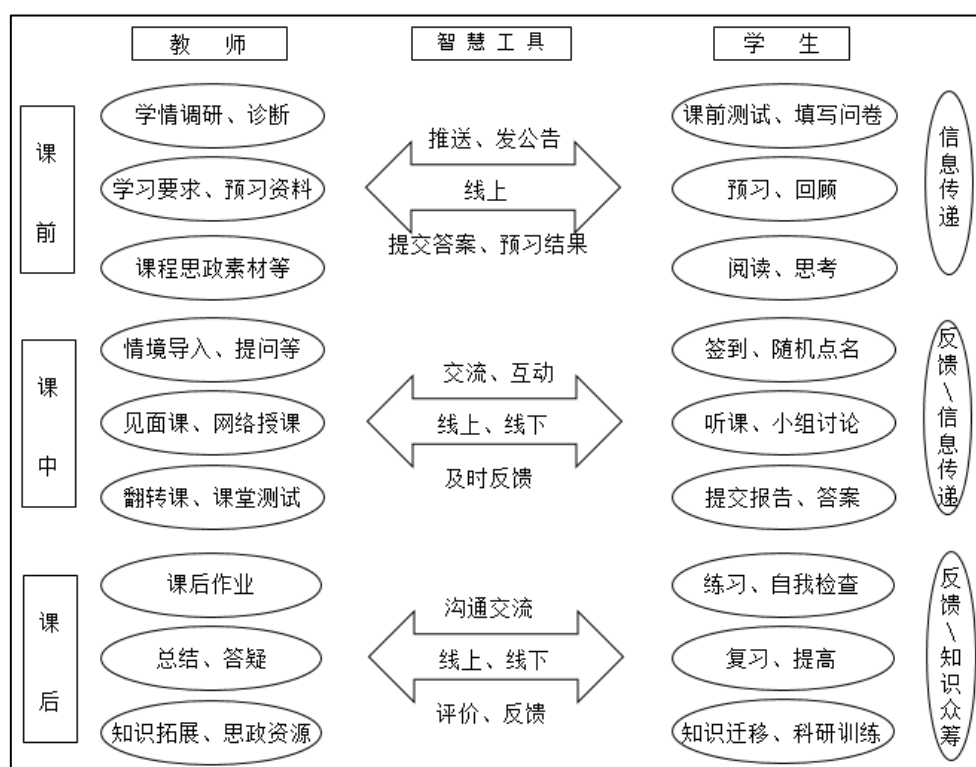 教 师
智 慧 工 具
学 生
课前
学情调研、诊断
学习要求、预习资料
课程思政素材等
推送、发公告
线上
提交答案、预习结果
课前测试、填写问卷
预习、回顾
阅读、思考
信息传递
课中
情境导入、提问等
见面课、网络授课
翻转课、课堂测试
交流、互动
线上、线下
及时反馈
签到、随机点名
听课、小组讨论
提交报告、答案
反馈\信息传递
课后
课后作业
总结、答疑
知识拓展、思政资源
沟通交流
线上、线下
评价、反馈
练习、自我检查
复习、提高
知识迁移、科研训练
反馈\知识众筹